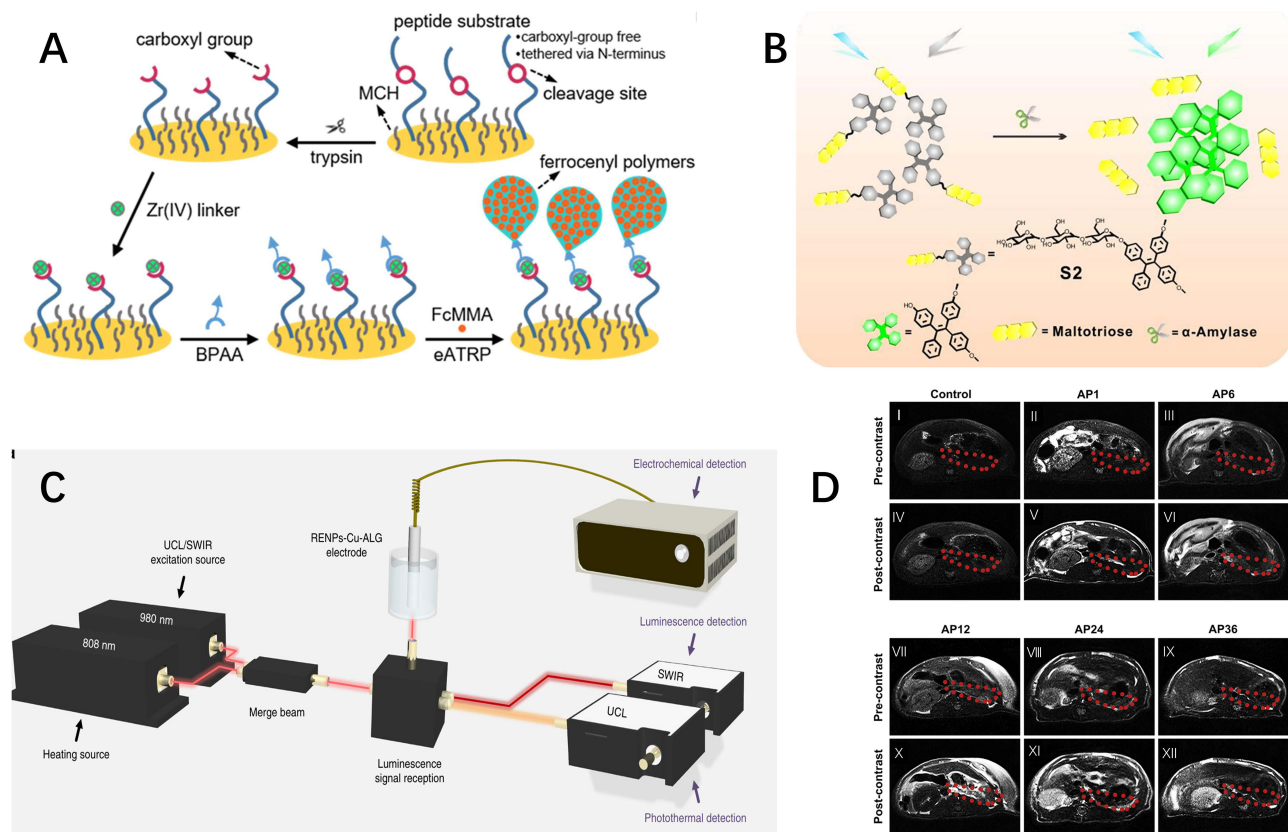 A
carboxyl group
peptide substrate
•carboxyl-group free
•tethered via N-terminus
MCH
cleavage site
trypsin
ferrocenyl polymers
Zr(IV) linker
FcMMA
BPAA
eATRP
B
S2
= Maltotriose
= α-Amylase
C
Electrochemical detection
RENPs-Cu-ALG
electrode
UCL/SWIR
excitation source
980 nm
808 nm
Luminescence detection
SWIR
UCL
Merge beam
Heating source
Luminescence
signal reception
Photothermal detection
D
Control
AP1
AP6
Pre-contrast
I
II
III
Post-contrast
IV
V
VI
AP12
AP24
AP36
Pre-contrast
VII
VIII
IX
Post-contrast
X
XI
XII